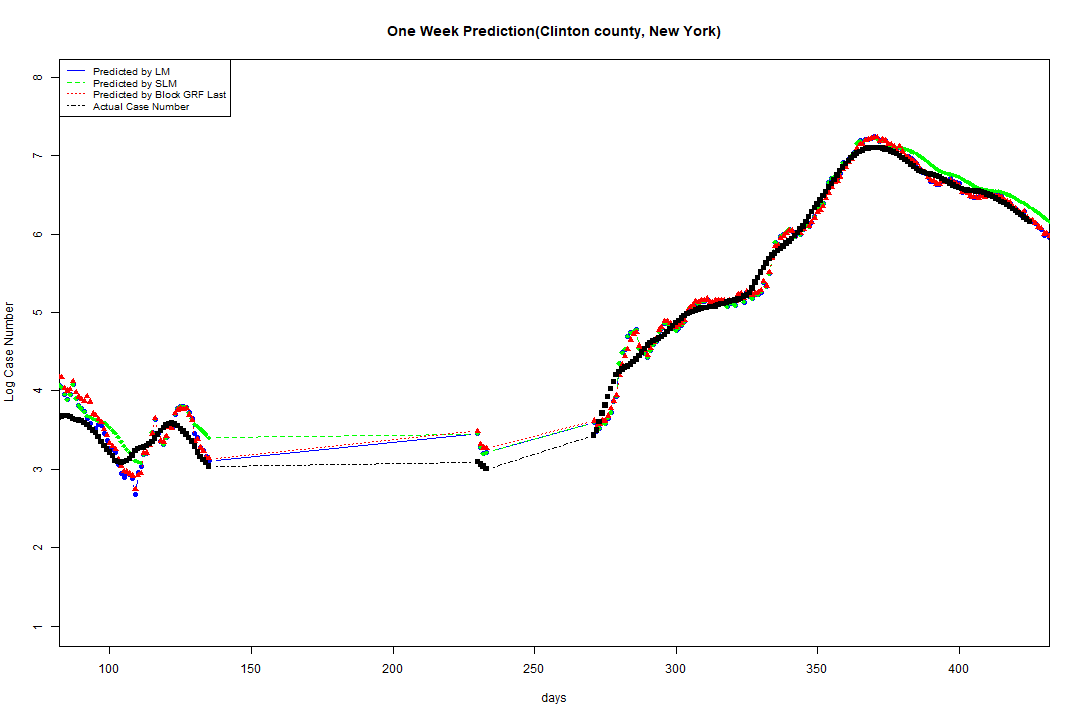 One Week Prediction(Clinton county, New York)
Predicted by LM
Predicted by SLM
Predicted by Block GRF Last
Actual Case Number
8
7
6
5
4
3
2
1
Log Case Number
100 150 200 250 300 350 400
days